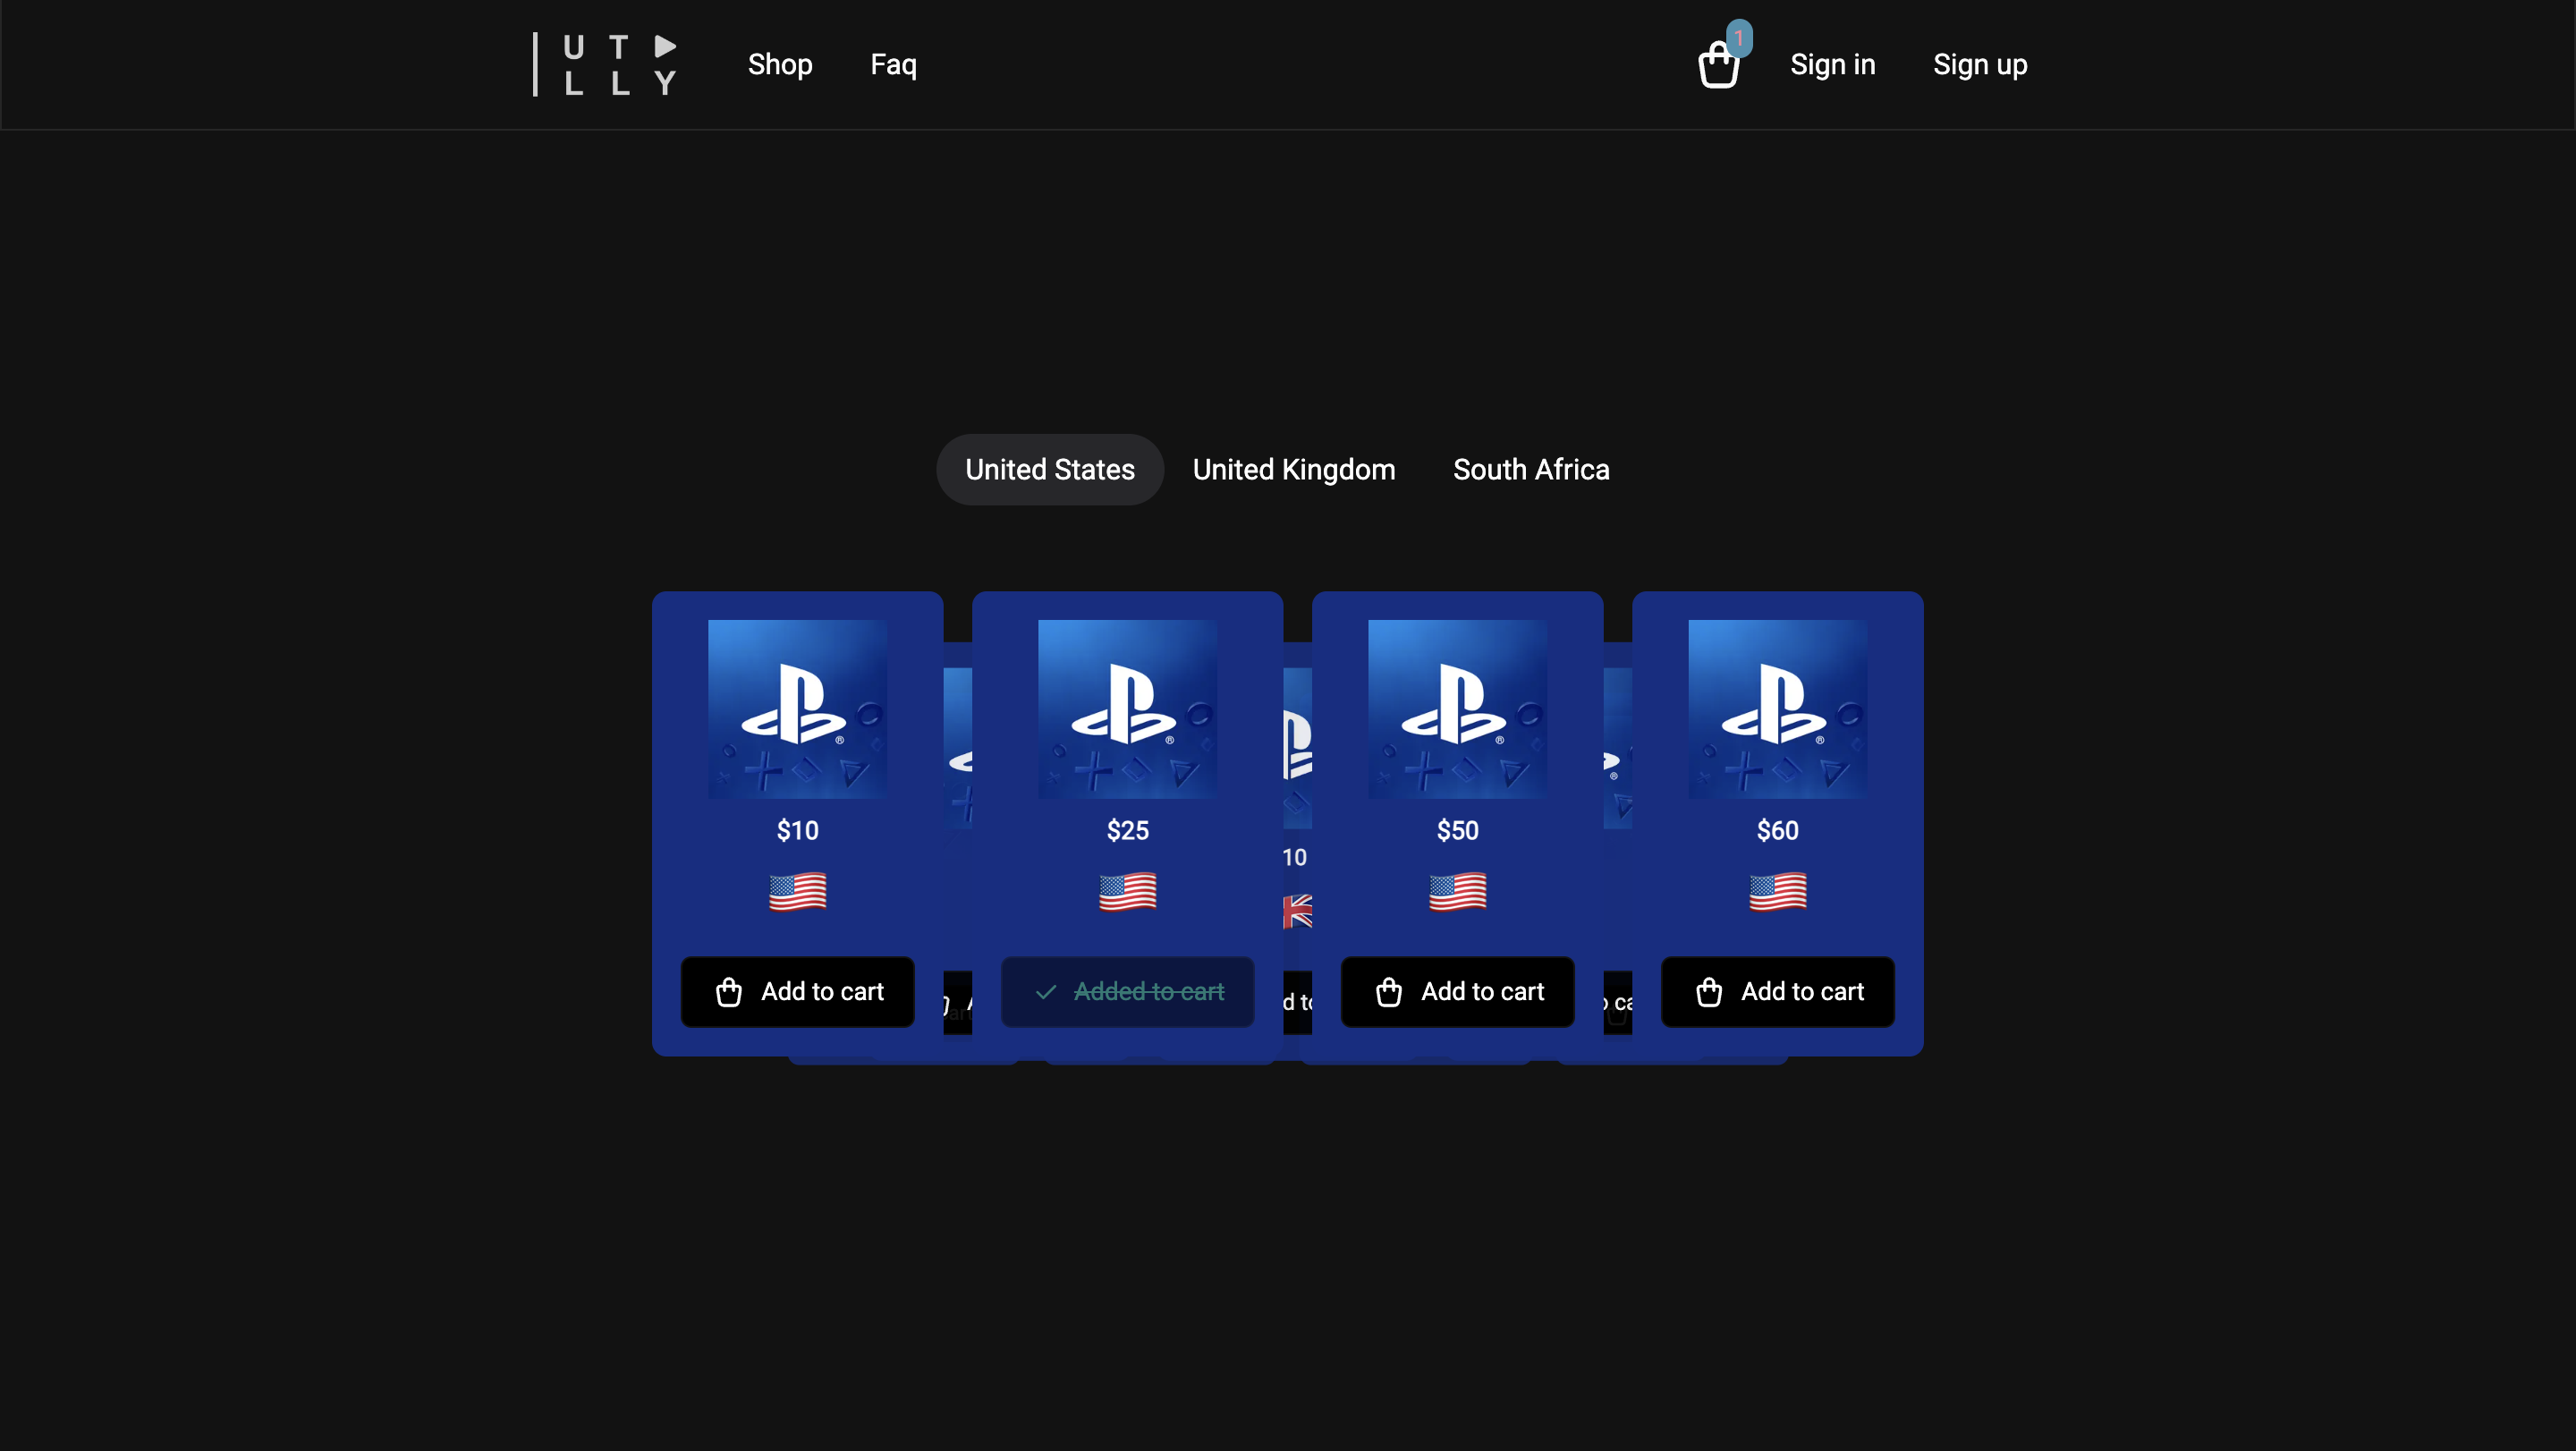 U T
L L Y
Shop
Faq
1
Sign in
Sign up
United States
United Kingdom
South Africa
$10
$25
10
$50
$60
Add to cart
Added to cart
d to
Add to cart
Add to cart